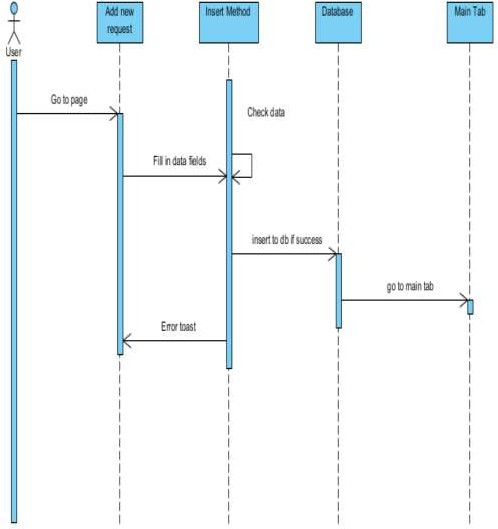 Add new
request
Insert Method
Database
Main Tab
User
Go to page
Check data
Fill in data fields
insert to db if success
go to main tab
Error toast